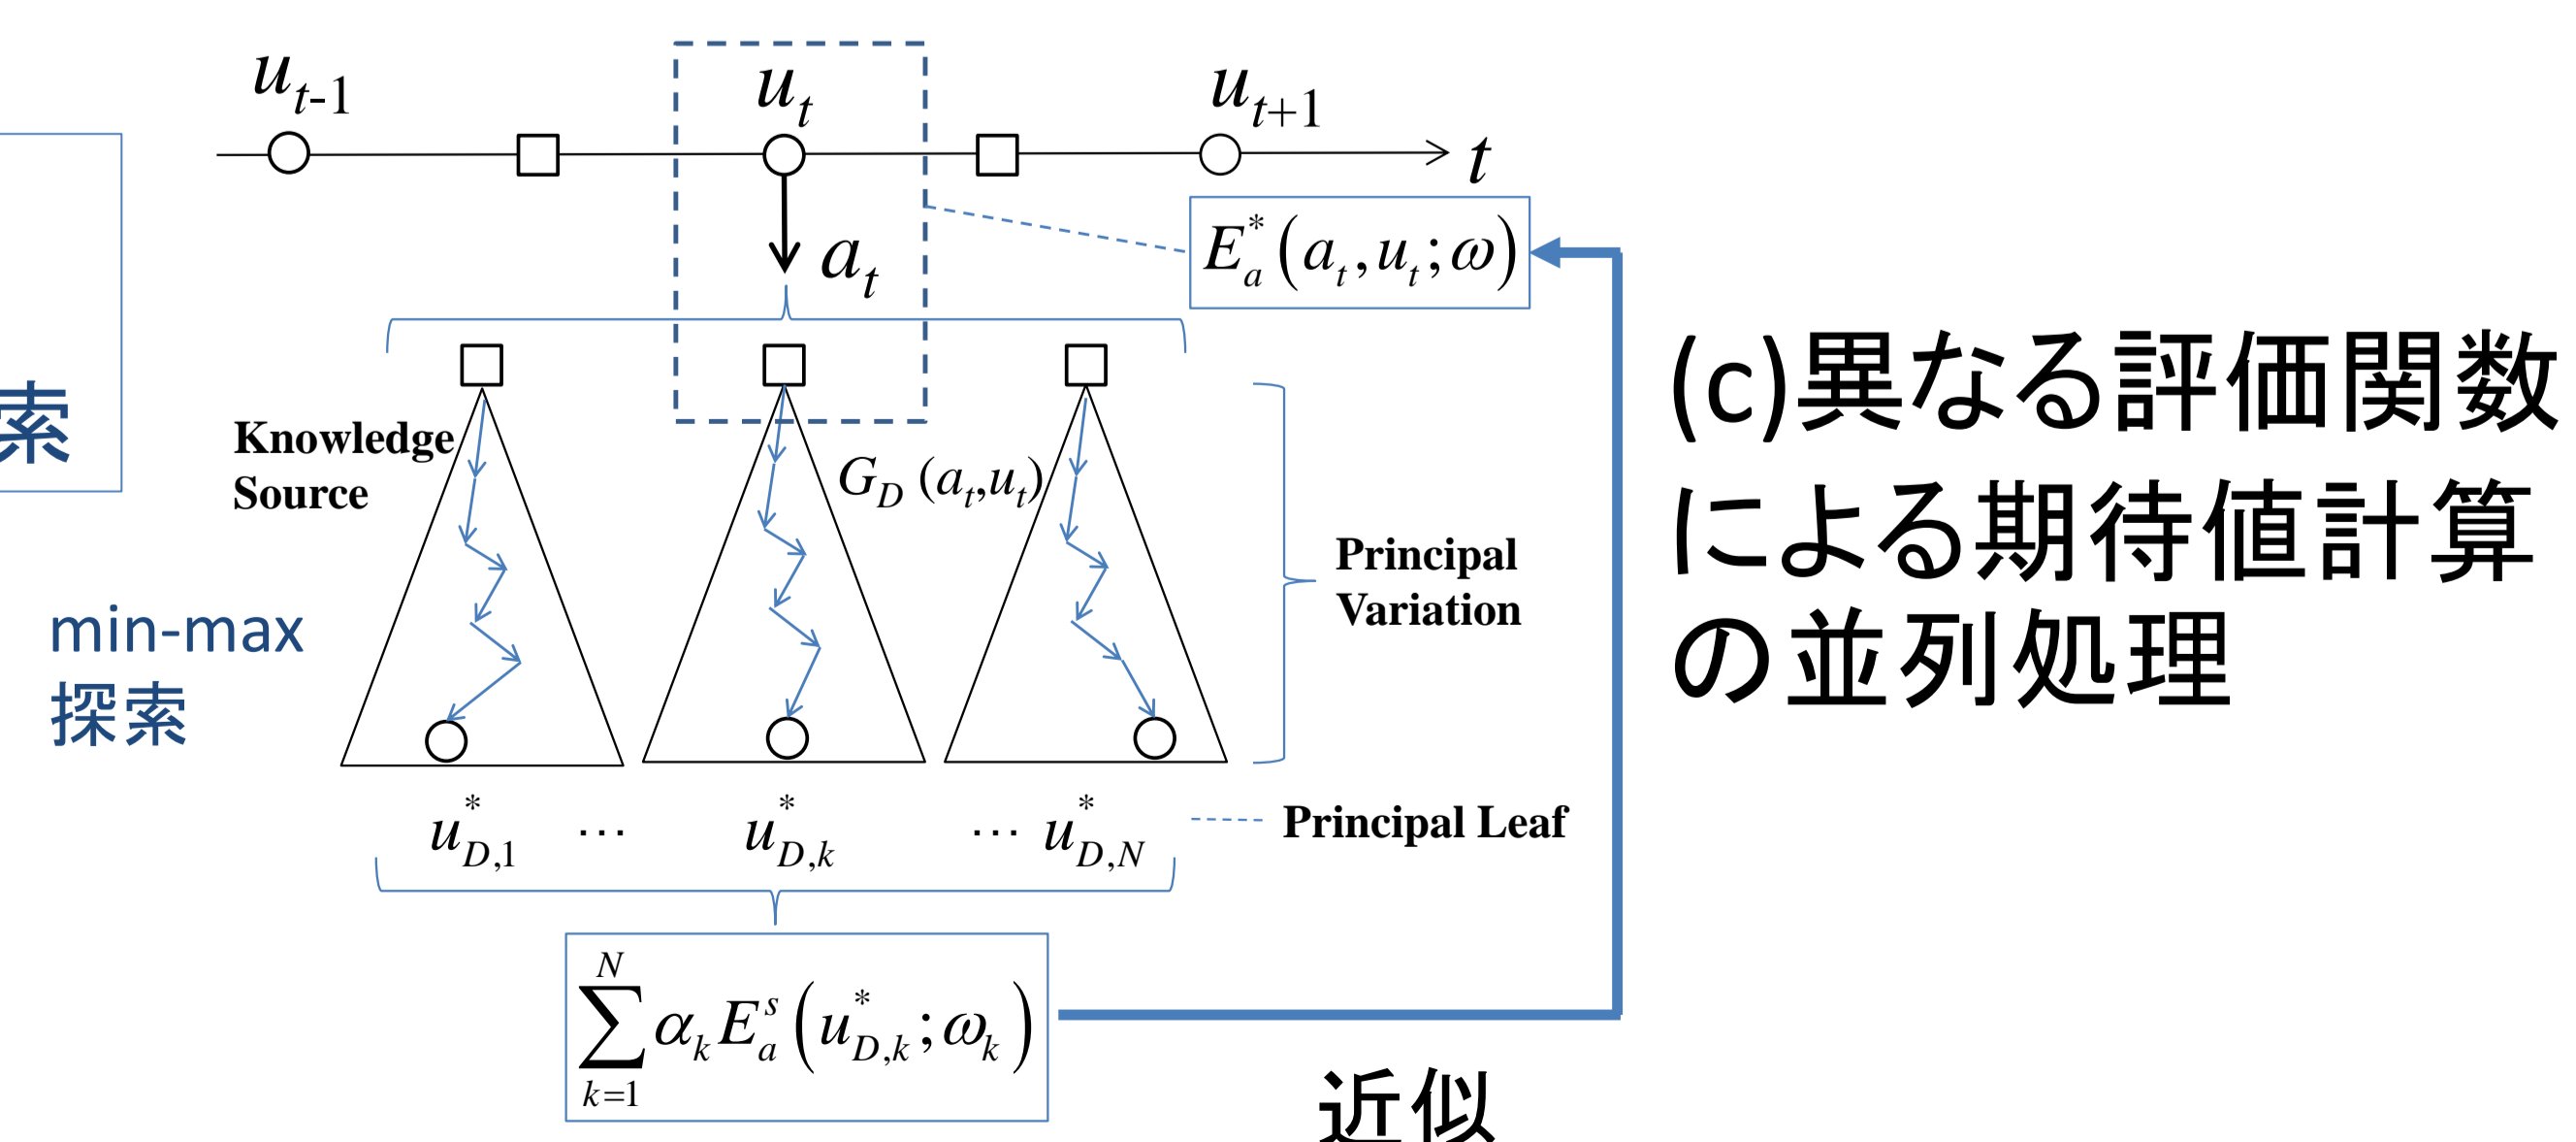 u_{t-1}
u_t
u_{t+1}
t
a_t
E_a^*(a_t, u_t; ω)
索
Knowledge
Source
G_D (a_t, u_t)
min-max
探索
Principal
Variation
u_{D,1}^* … u_{D,k}^* … u_{D,N}^*
Principal Leaf
\sum_{k=1}^{N} α_k E_a^s(u_{D,k}^*; ω_k)
近似
(c)異なる評価関数
による期待値計算
の並列処理